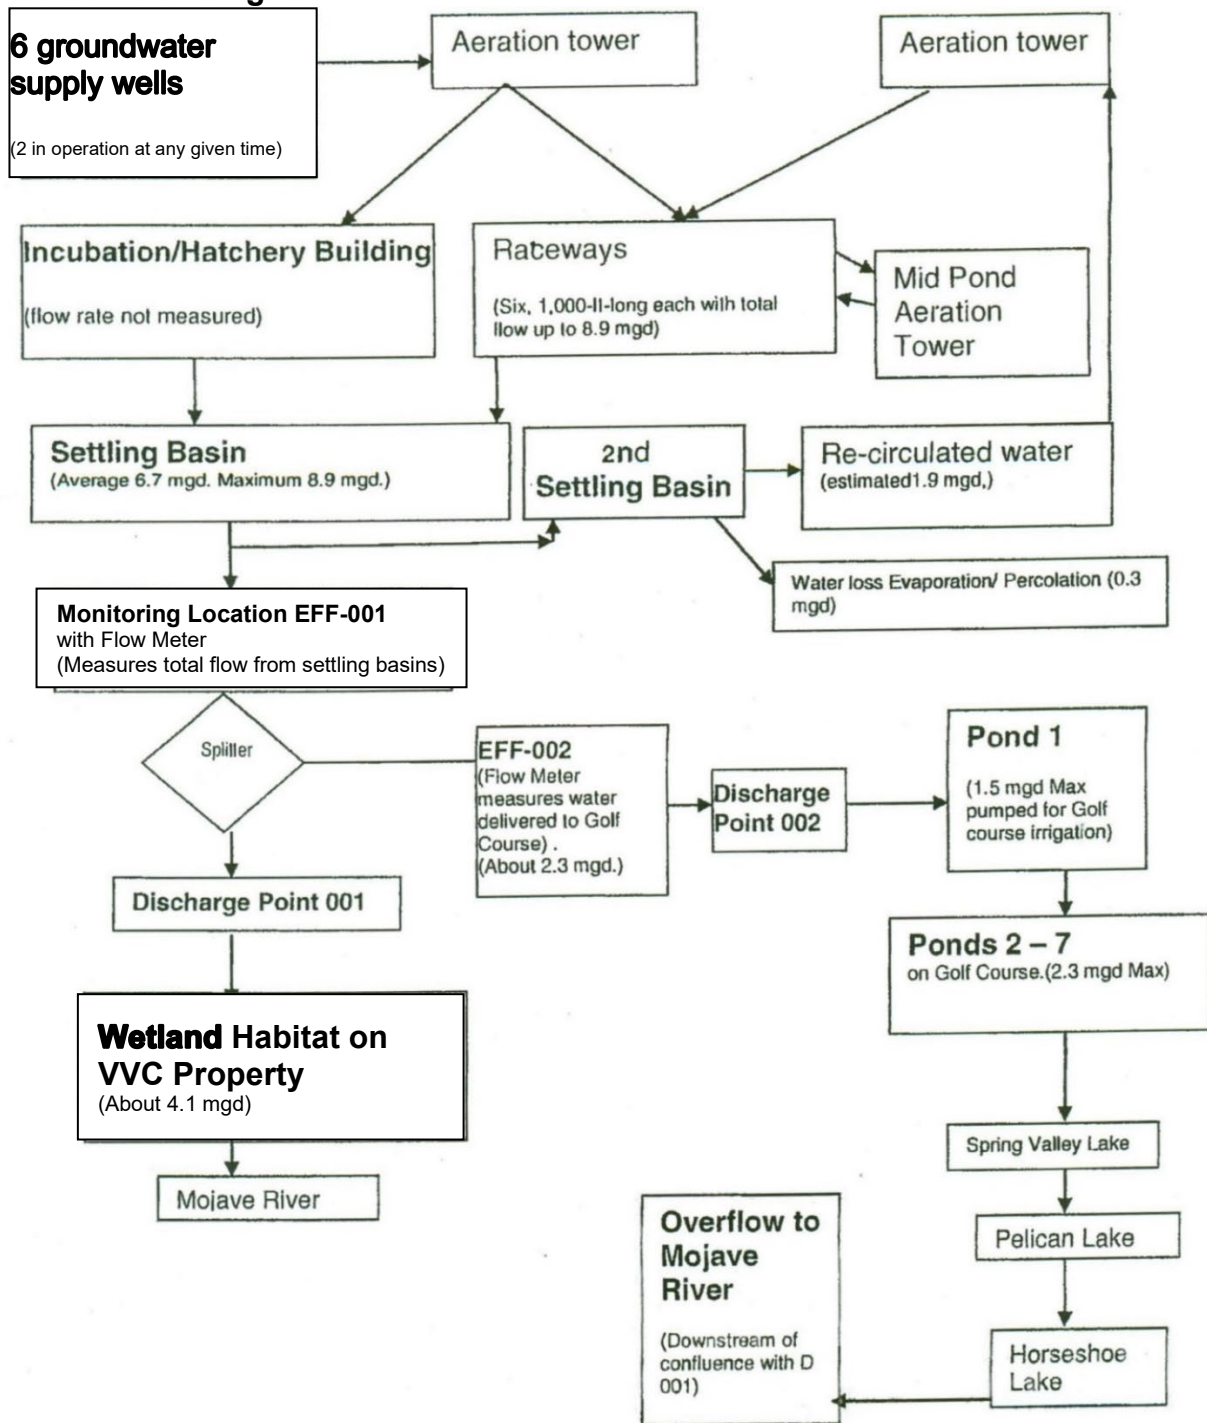 6 groundwater
supply wells
(2 in operation at any given time)
Aeration tower
Aeration tower
Incubation/Hatchery Building
(flow rate not measured)
Raceways
(Six, 1,000-II-long each with total
flow up to 8.9 mgd)
Mid Pond
Aeration
Tower
Settling Basin
(Average 6.7 mgd. Maximum 8.9 mgd.)
2nd
Settling Basin
Re-circulated water
(estimated1.9 mgd,)
Water loss Evaporation/ Percolation (0.3
mgd)
Monitoring Location EFF-001
with Flow Meter
(Measures total flow from settling basins)
Splitter
EFF-002
(Flow Meter
measures water
delivered to Golf
Course) .
(About 2.3 mgd.)
Discharge
Point 002
Pond 1
(1.5 mgd Max
pumped for Golf
course irrigation)
Discharge Point 001
Ponds 2 – 7
on Golf Course.(2.3 mgd Max)
Wetland Habitat on
VVC Property
(About 4.1 mgd)
Mojave River
Spring Valley Lake
Pelican Lake
Overflow to
Mojave
River
(Downstream of
confluence with D
001)
Horseshoe
Lake